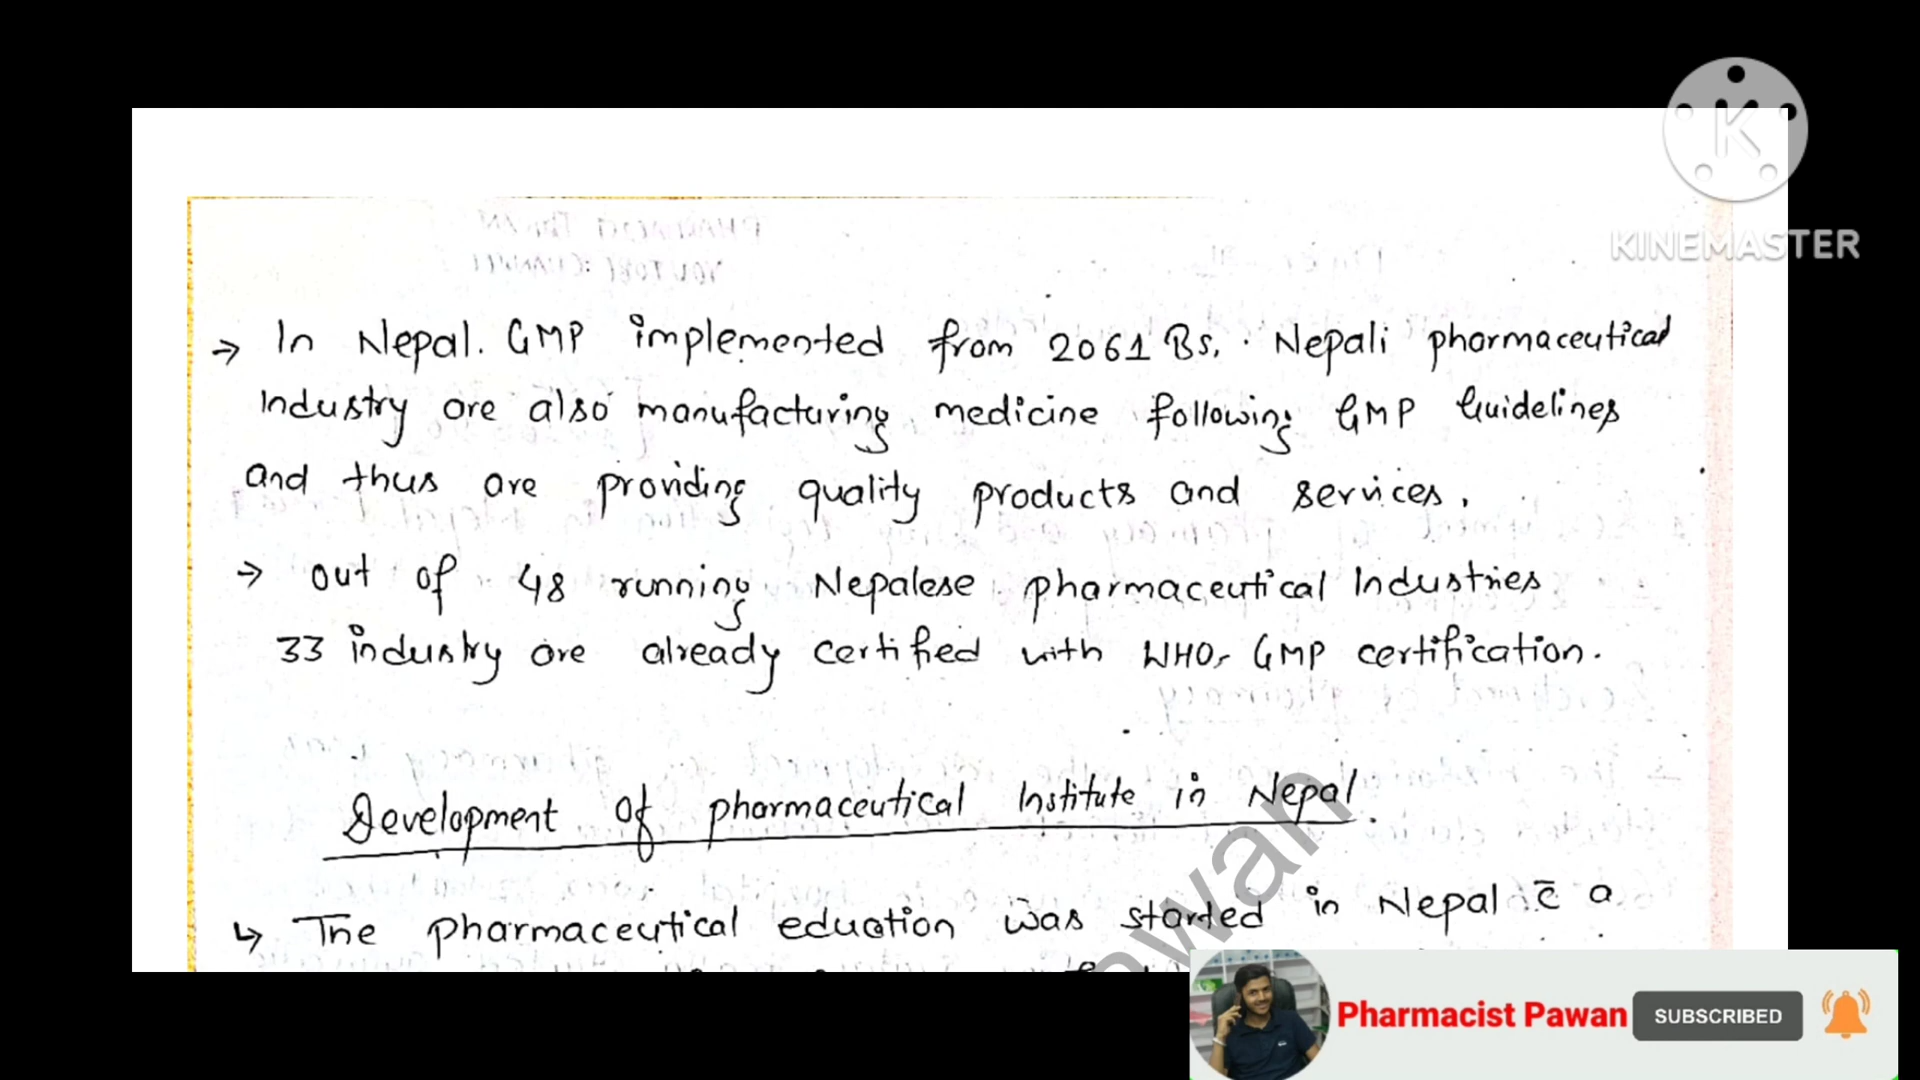 KINEMASTER
→ In Nepal. GMP implemented from 2061 Bs. Nepali pharmaceutical
Industry are also manufacturing medicine following GMP Guidelines
and thus are providing quality products and services.
→ out of 48 running Nepalese pharmaceutical Industries
33 industry are already certified with WHO- GMP certification.
Development of pharmaceutical Institute in Nepal.
↳ The pharmaceutical eduation was started in Nepal c̄ a
Pharmacist Pawan SUBSCRIBED